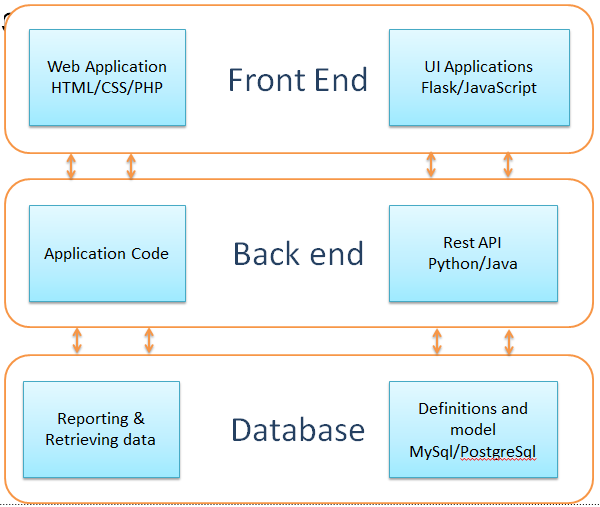 Web Application
HTML/CSS/PHP
Front End
UI Applications
Flask/JavaScript
Application Code
Back end
Rest API
Python/Java
Reporting &
Retrieving data
Database
Definitions and
model
MySql/PostgreSql